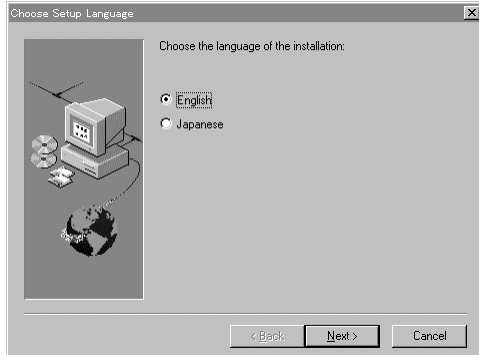 Choose Setup Language
Choose the language of the installation:
English
Japanese
< Back
Next >
Cancel